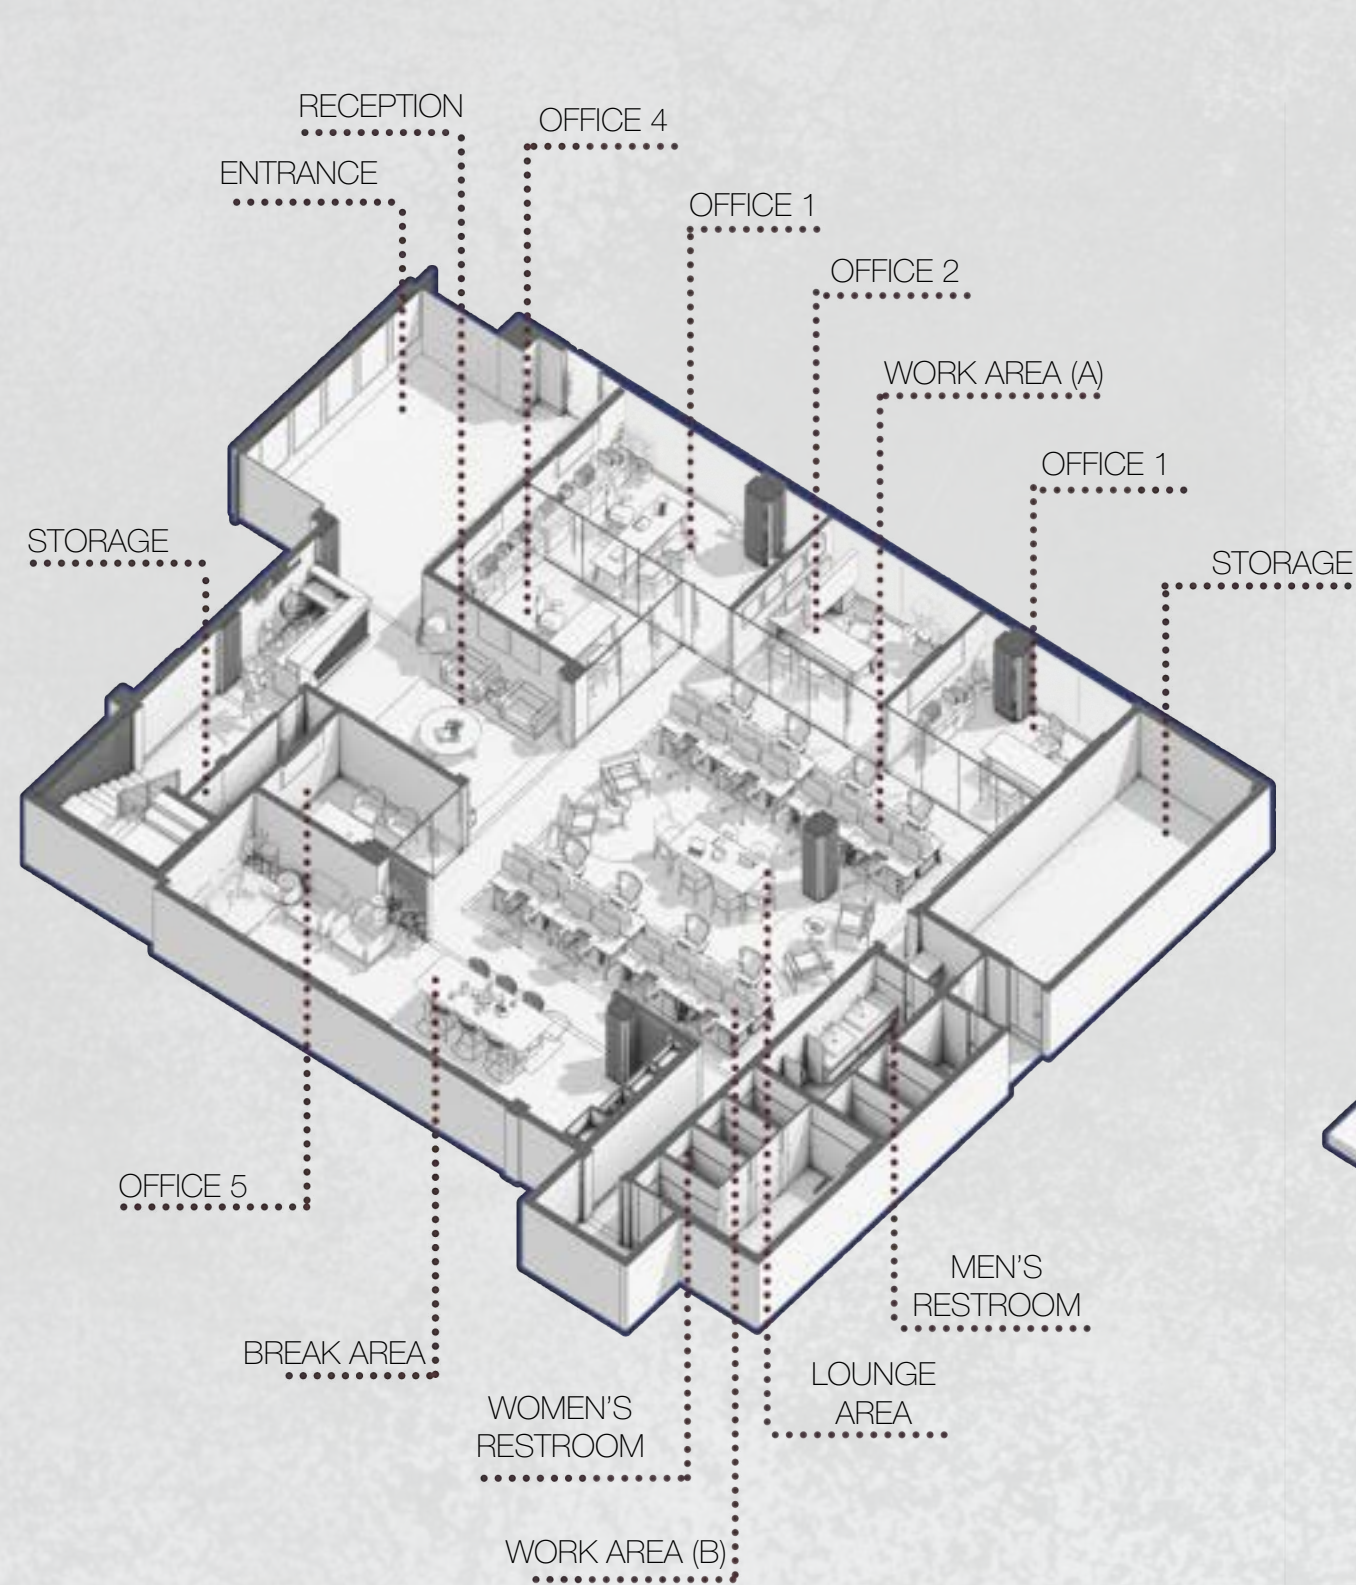 RECEPTION
OFFICE 4
ENTRANCE
OFFICE 1
OFFICE 2
WORK AREA (A)
OFFICE 1
STORAGE
STORAGE
OFFICE 5
MEN'S
RESTROOM
BREAK AREA
LOUNGE
AREA
WOMEN'S
RESTROOM
WORK AREA (B)